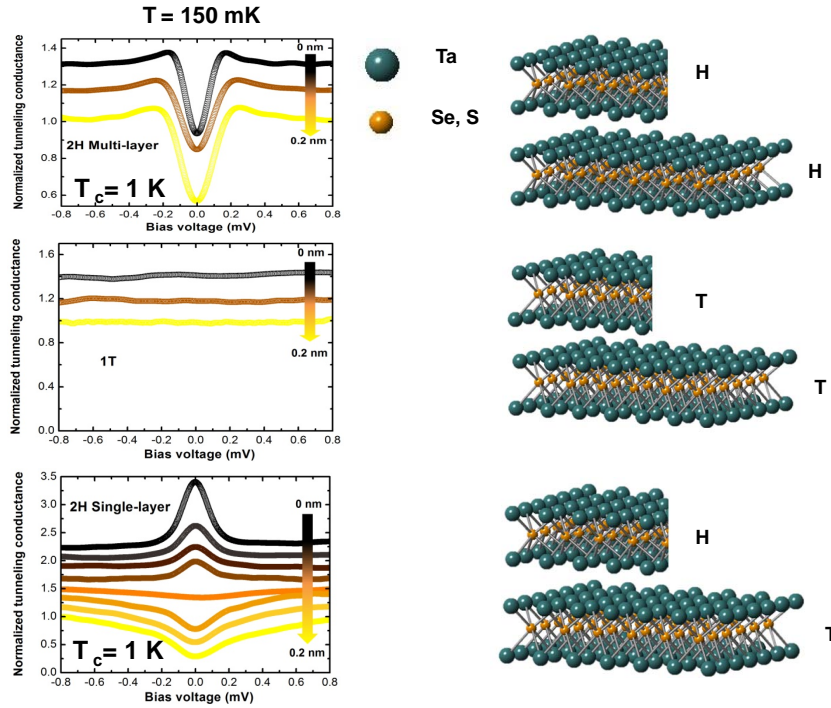 T = 150 mK
Normalized tunneling conductance
1.4
1.2
1.0
0.8
0.6
0 nm
0.2 nm
2H Multi-layer
Tc= 1 K
-0.8 -0.6 -0.4 -0.2 0.0 0.2 0.4 0.6 0.8
Bias voltage (mV)
Ta
Se, S
H
H
Normalized tunneling conductance
1.6
1.2
0.8
0.4
0.0
0 nm
0.2 nm
1T
-0.8 -0.6 -0.4 -0.2 0.0 0.2 0.4 0.6 0.8
Bias voltage (mV)
T
T
Normalized tunneling conductance
3.5
3.0
2.5
2.0
1.5
1.0
0.5
0.0
2H Single-layer
0 nm
0.2 nm
Tc= 1 K
-0.8 -0.6 -0.4 -0.2 0.0 0.2 0.4 0.6 0.8
Bias voltage (mV)
H
T